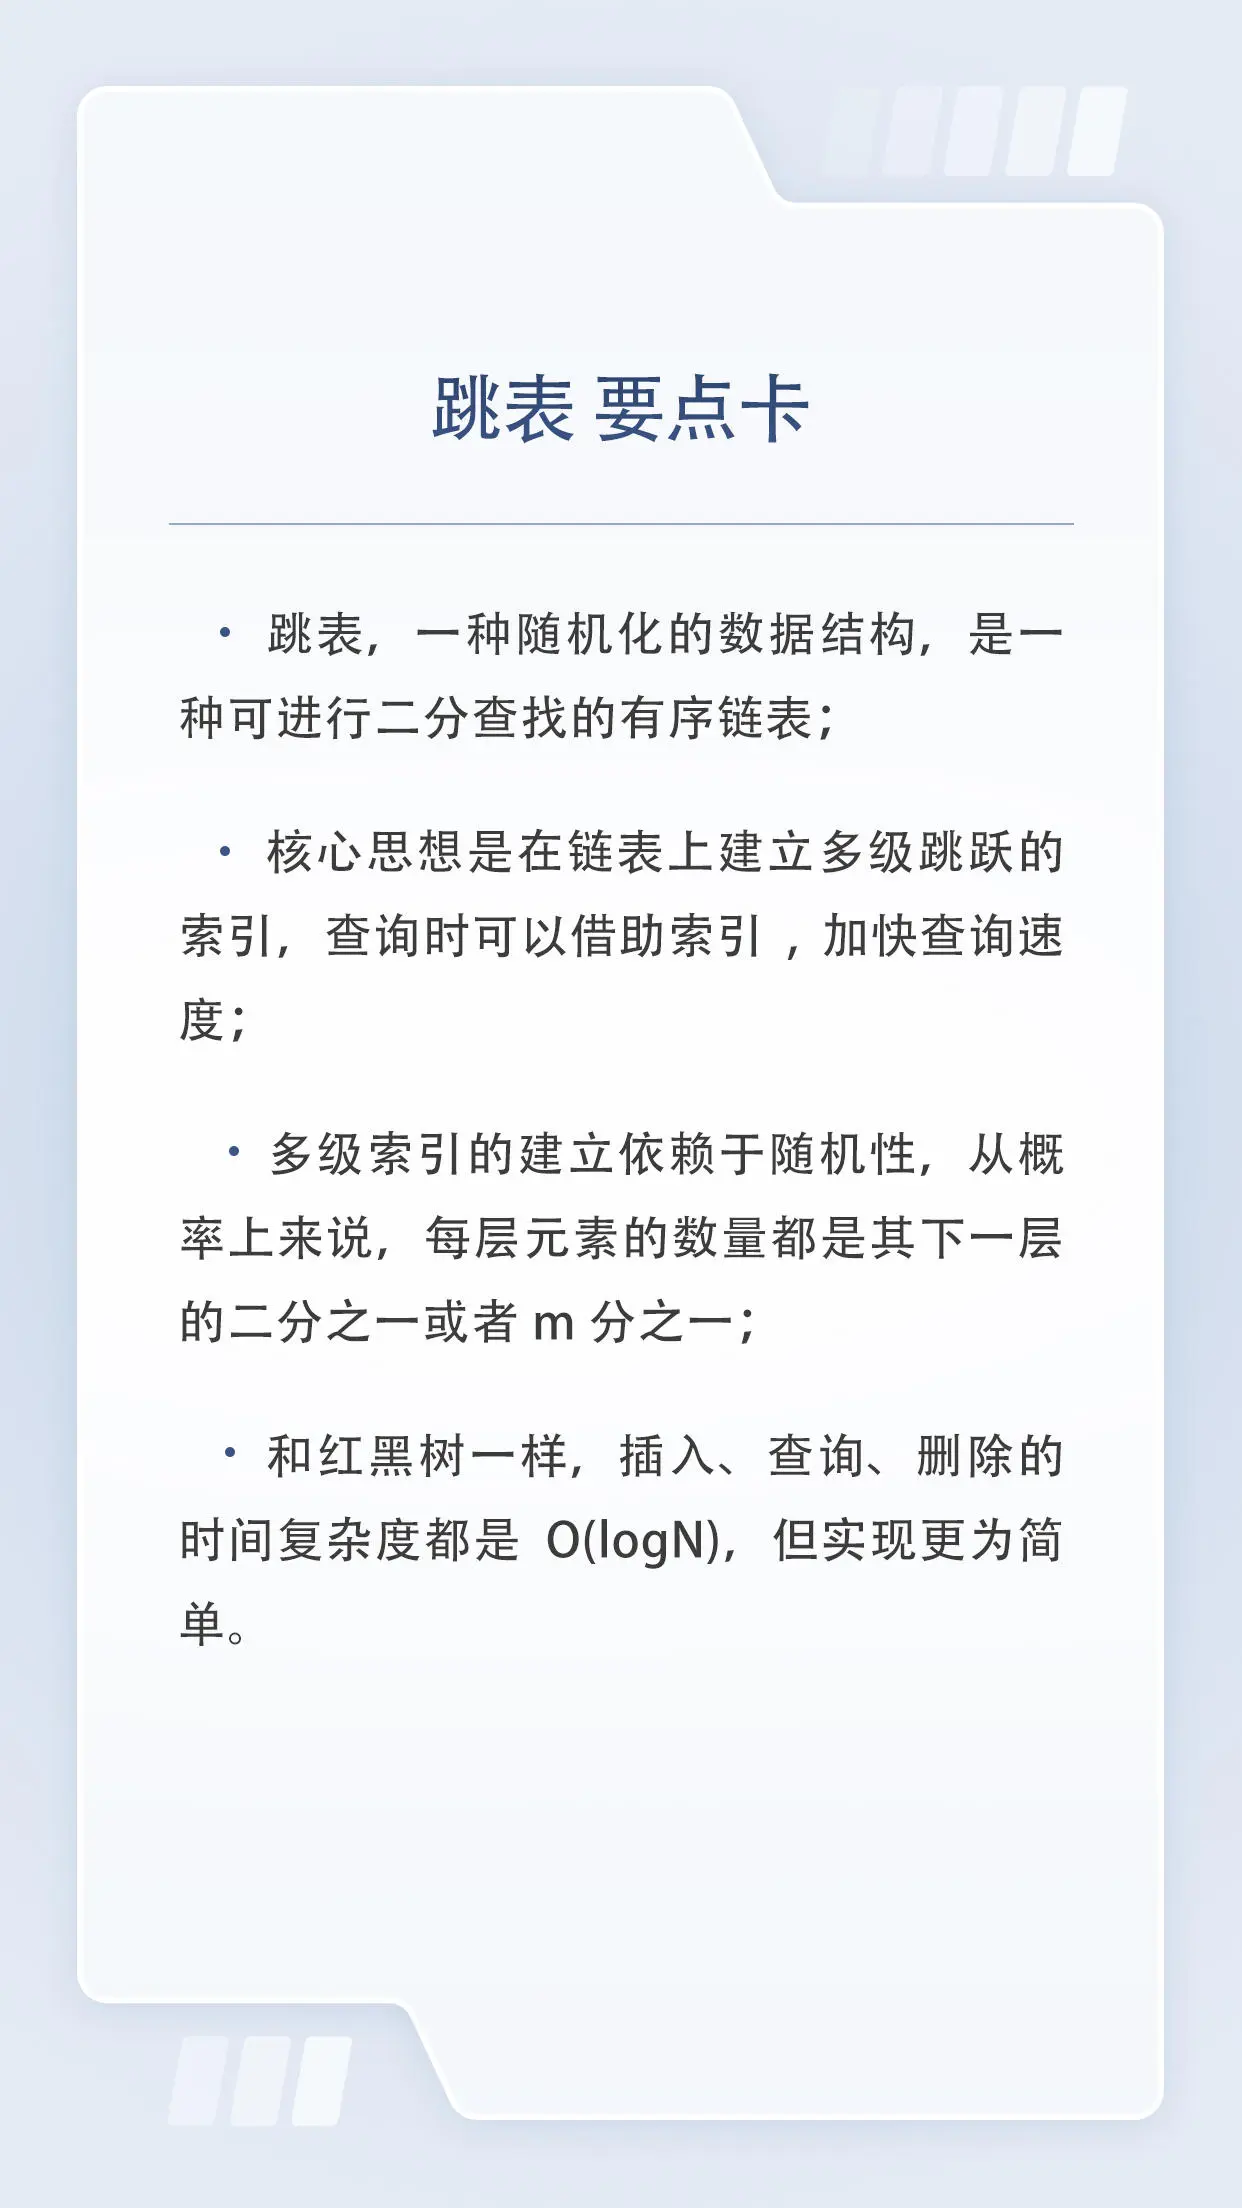 跳表 要点卡
• 跳表，一种随机化的数据结构，是一
种可进行二分查找的有序链表；
• 核心思想是在链表上建立多级跳跃的
索引，查询时可以借助索引 , 加快查询速
度；
• 多级索引的建立依赖于随机性，从概
率上来说，每层元素的数量都是其下一层
的二分之一或者 m 分之一；
• 和红黑树一样，插入、查询、删除的
时间复杂度都是 O(logN)，但实现更为简
单。